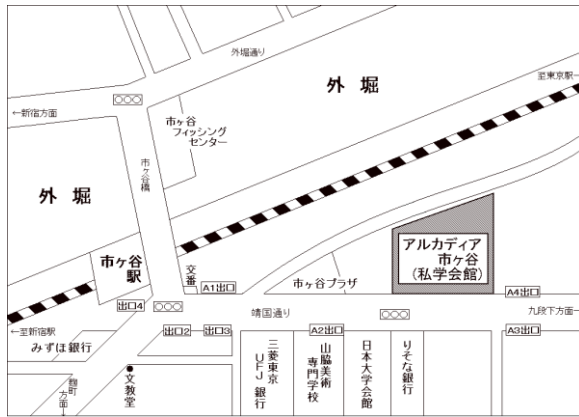 外堀通り
至東京駅→
外 堀
←新宿方面
市ヶ谷
フィッシング
センター
市ヶ谷橋
外 堀
アルカディア
市ヶ谷
(私学会館)
市ヶ谷
駅
交番
A1出口
市ヶ谷プラザ
A4出口
出口4
靖国通り
九段下方面→
←至新宿駅
出口2
出口3
A2出口
A3出口
みずほ銀行
麹町
方面
文教堂
三菱東京
UFJ銀行
山脇美術
専門学校
日本大学会館
りそな銀行